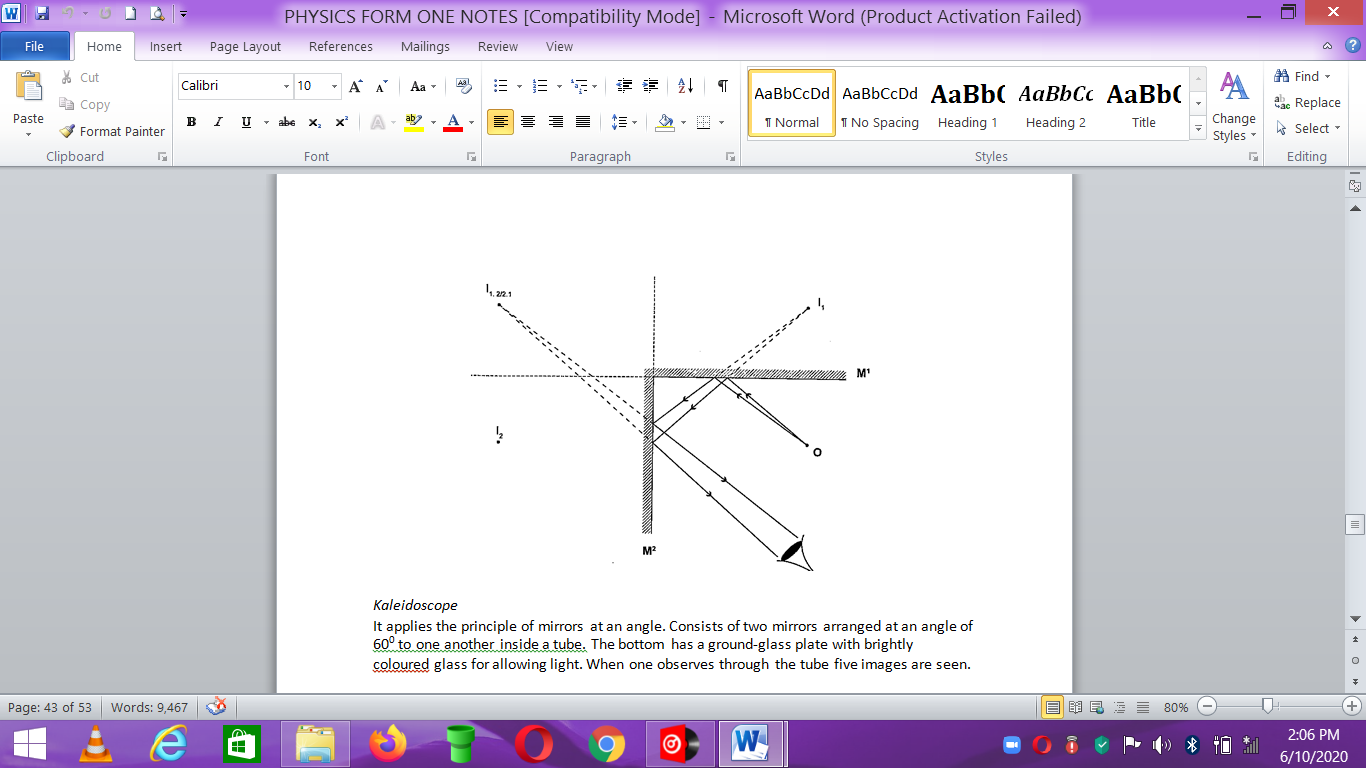 PHYSICS FORM ONE NOTES [Compatibility Mode] - Microsoft Word (Product Activation Failed)
File Home Insert Page Layout References Mailings Review View
Paste
Cut
Copy
Format Painter
Clipboard
Calibri 10
Font
Paragraph
AaBbCcDd AaBbCcDd AaBbC AaBbCc AaBbC
¶ Normal ¶ No Spacing Heading 1 Heading 2 Title
Change Styles
Styles
Find
Replace
Select
Editing
I1, 2/2.1
I1
M¹
I2
O
M²
Kaleidoscope
It applies the principle of mirrors at an angle. Consists of two mirrors arranged at an angle of
60⁰ to one another inside a tube. The bottom has a ground-glass plate with brightly
coloured glass for allowing light. When one observes through the tube five images are seen.
Page: 43 of 53 Words: 9,467 80%
2:06 PM
6/10/2020